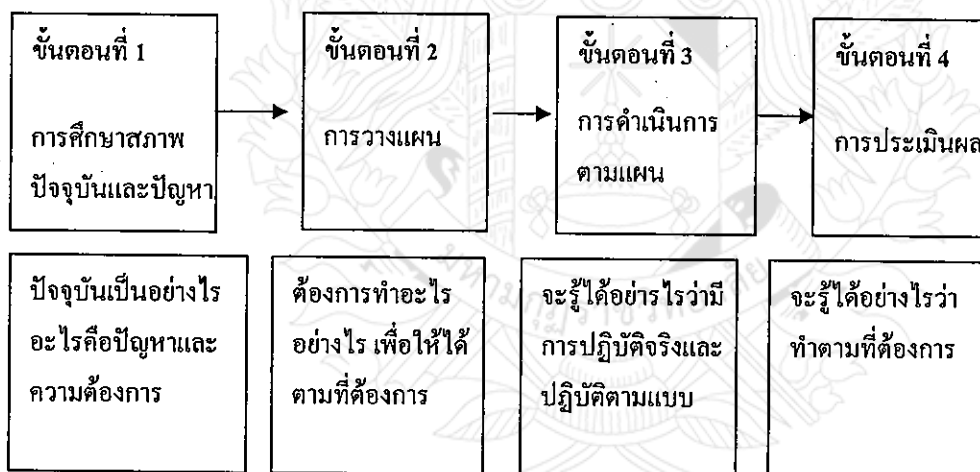 ขั้นตอนที่ 1
การศึกษาสภาพ
ปัจจุบันและปัญหา
ขั้นตอนที่ 2
การวางแผน
ขั้นตอนที่ 3
การดำเนินการ
ตามแผน
ขั้นตอนที่ 4
การประเมินผล
ปัจจุบันเป็นอย่างไร
อะไรคือปัญหาและ
ความต้องการ
ต้องการทำอะไร
อย่างไร เพื่อให้ได้
ตามที่ต้องการ
จะรู้ได้อย่ารไรว่ามี
การปฏิบัติจริงและ
ปฏิบัติตามแบบ
จะรู้ได้อย่างไรว่า
ทำตามที่ต้องการ